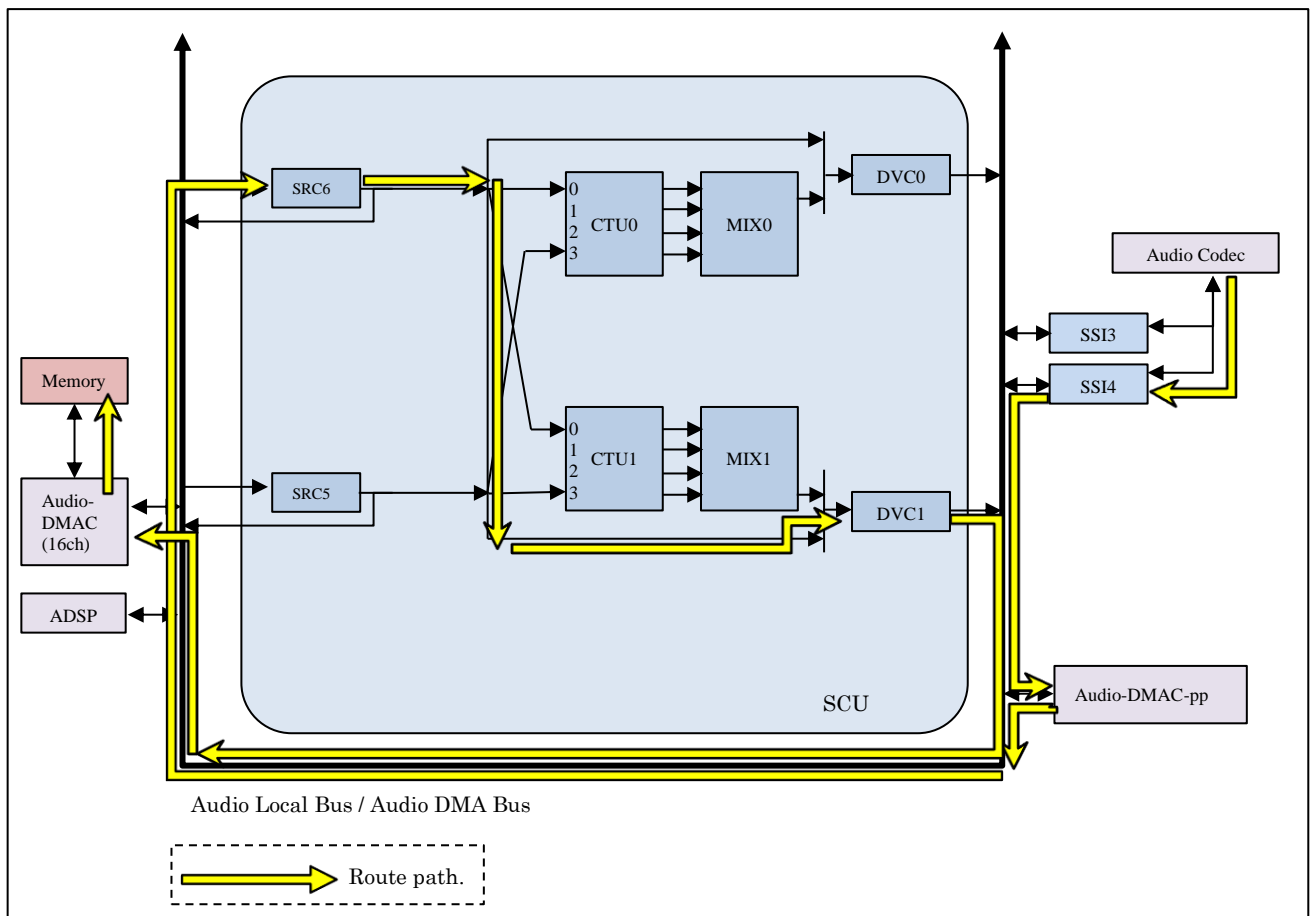 SRC6
0
1
2
3
CTU0
MIX0
DVC0
Audio Codec
SSI3
SSI4
Memory
Audio-
DMAC
(16ch)
ADSP
SRC5
0
1
2
3
CTU1
MIX1
DVC1
Audio-DMAC-pp
SCU
Audio Local Bus / Audio DMA Bus
Route path.